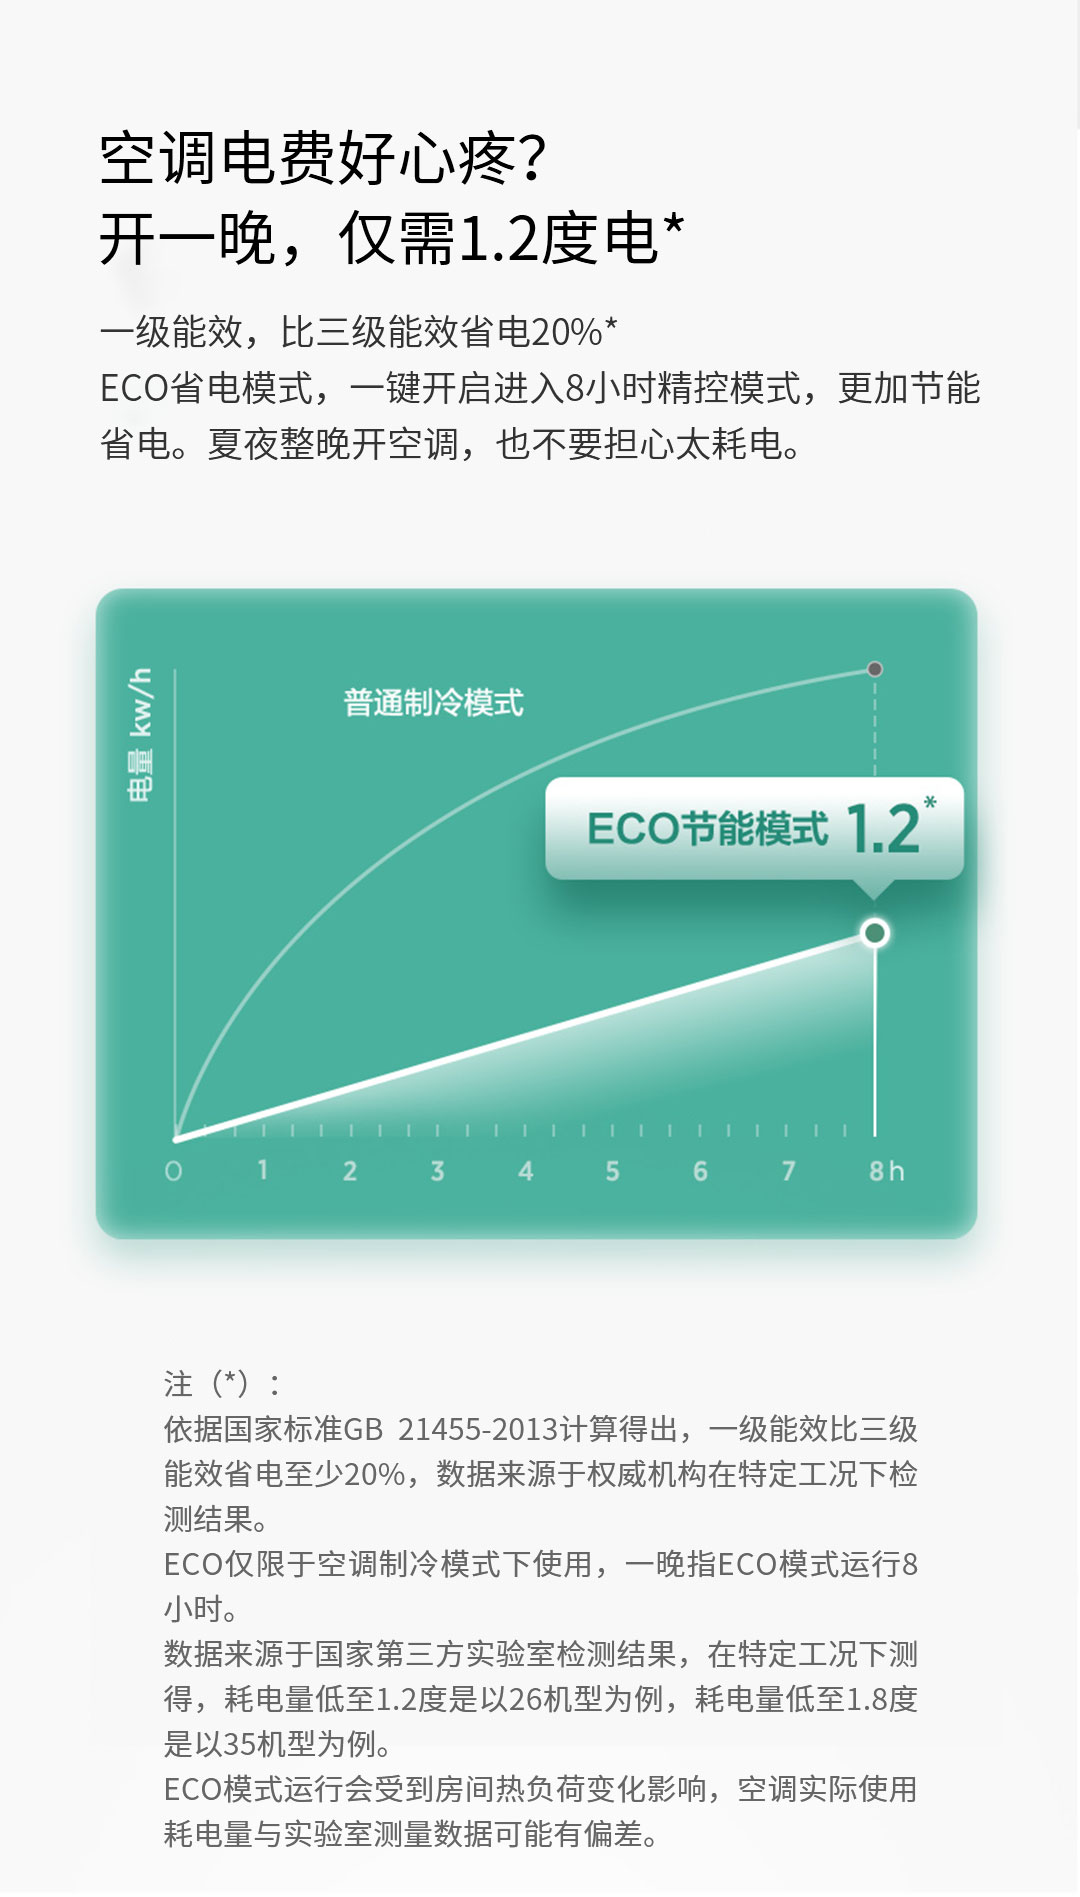 空调电费好心疼？
开一晚，仅需1.2度电*
一级能效，比三级能效省电20%*
ECO省电模式，一键开启进入8小时精控模式，更加节能
省电。夏夜整晚开空调，也不要担心太耗电。
电量 kw/h
普通制冷模式
ECO节能模式 1.2*
0 1 2 3 4 5 6 7 8h
注（*）：
依据国家标准GB 21455-2013计算得出，一级能效比三级
能效省电至少20%，数据来源于权威机构在特定工况下检
测结果。
ECO仅限于空调制冷模式下使用，一晚指ECO模式运行8
小时。
数据来源于国家第三方实验室检测结果，在特定工况下测
得，耗电量低至1.2度是以26机型为例，耗电量低至1.8度
是以35机型为例。
ECO模式运行会受到房间热负荷变化影响，空调实际使用
耗电量与实验室测量数据可能有偏差。